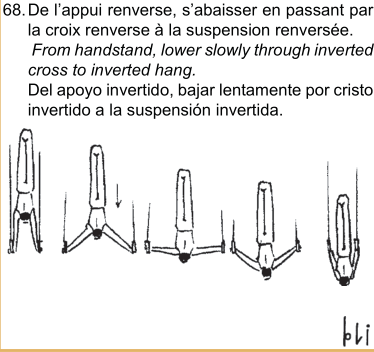 68. De l'appui renverse, s'abaisser en passant par
la croix renverse à la suspension renversée.
From handstand, lower slowly through inverted
cross to inverted hang.
Del apoyo invertido, bajar lentamente por cristo
invertido a la suspensión invertida.
bli